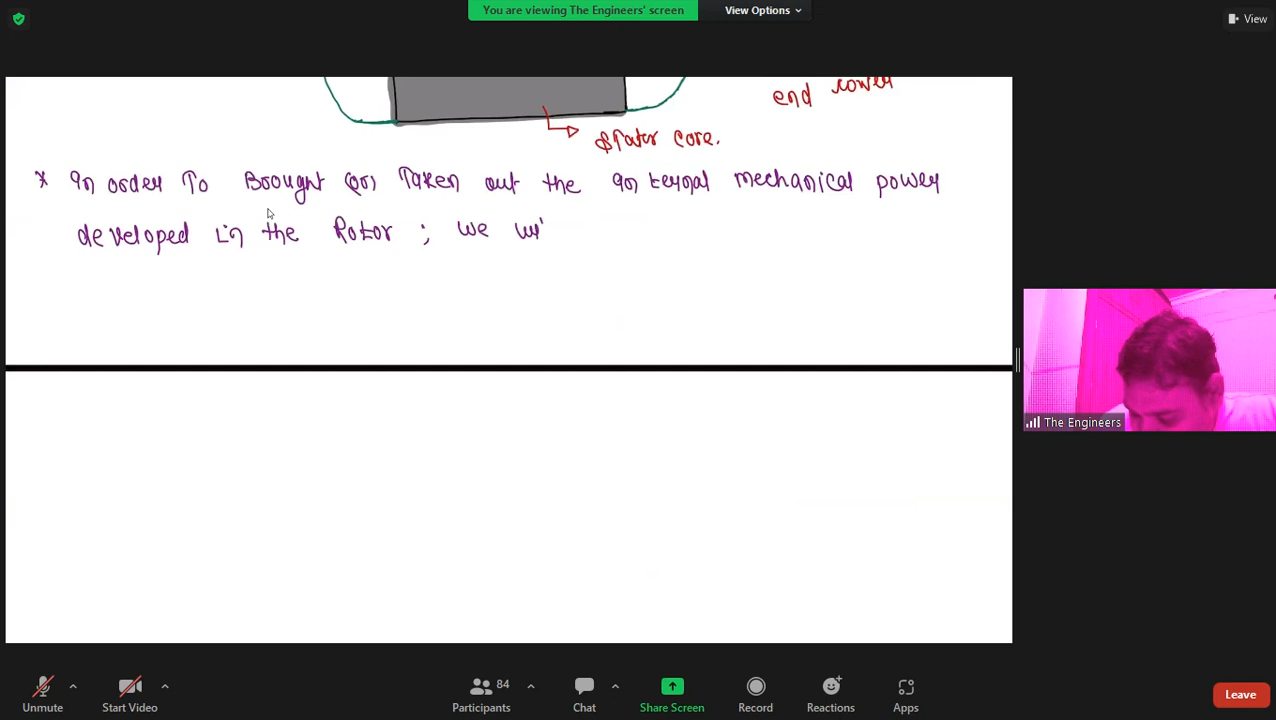 You are viewing The Engineers' screen
View Options
View
end cover
Stator core.
* In order To Brought (or) Taken out the internal mechanical power
developed in the Rotor ; we wi
The Engineers
Unmute
Start Video
84
Participants
Chat
Share Screen
Record
Reactions
Apps
Leave